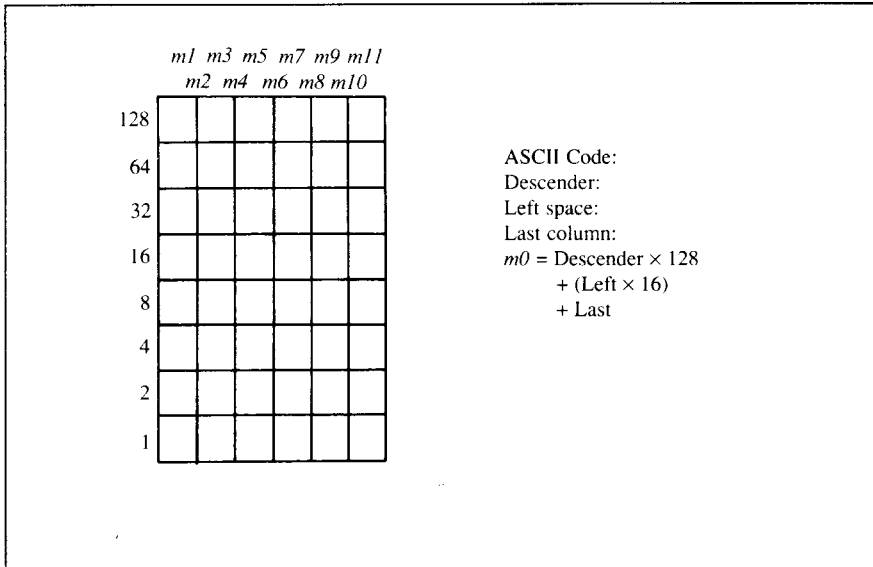 m1 m3 m5 m7 m9 m11
m2 m4 m6 m8 m10
128
64
32
16
8
4
2
1
ASCII Code:
Descender:
Left space:
Last column:
m0 = Descender × 128
+ (Left × 16)
+ Last